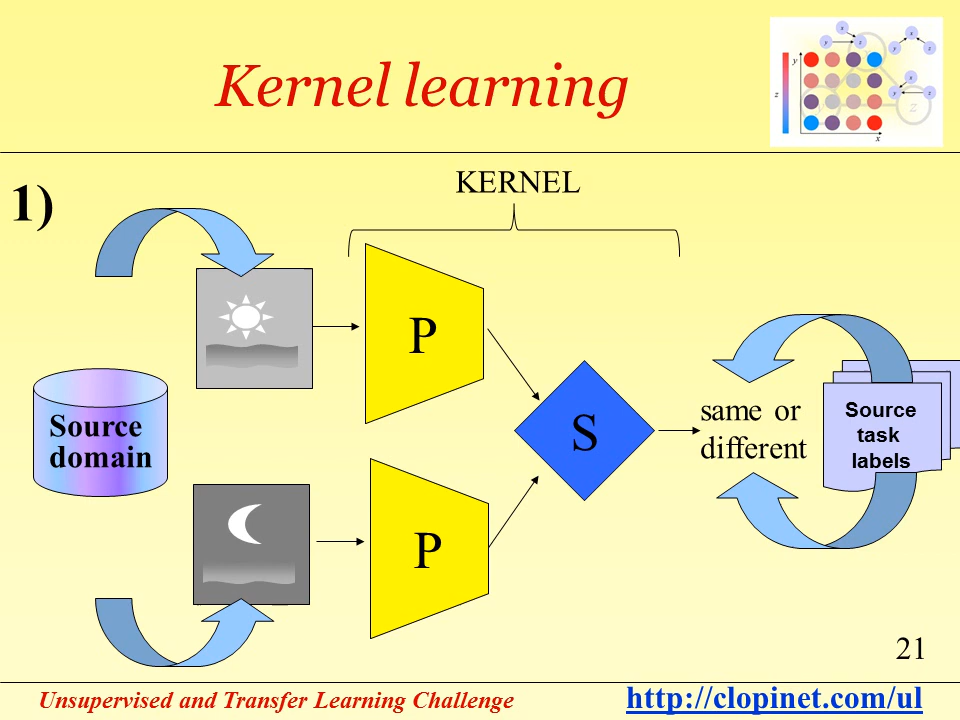 Kernel learning
1)
KERNEL
P
Source
domain
S
same or
different
Source
task
labels
P
21
Unsupervised and Transfer Learning Challenge
http://clopinet.com/ul